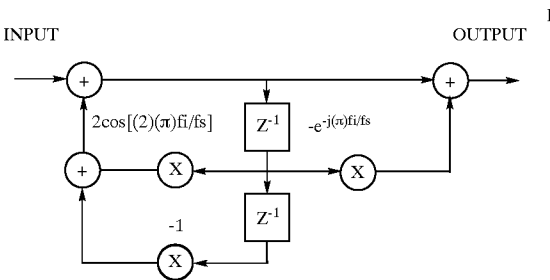 INPUT
OUTPUT
+
+
2cos[(2)(π)fi/fs]
Z-1
-e-j(π)fi/fs
+
X
X
Z-1
-1
X